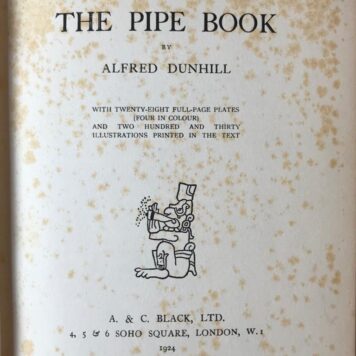 THE PIPE BOOK
BY
ALFRED DUNHILL
WITH TWENTY-EIGHT FULL-PAGE PLATES
(FOUR IN COLOUR)
AND TWO HUNDRED AND THIRTY
ILLUSTRATIONS PRINTED IN THE TEXT
A. & C. BLACK, LTD.
4, 5 & 6 SOHO SQUARE, LONDON, W.1
1924